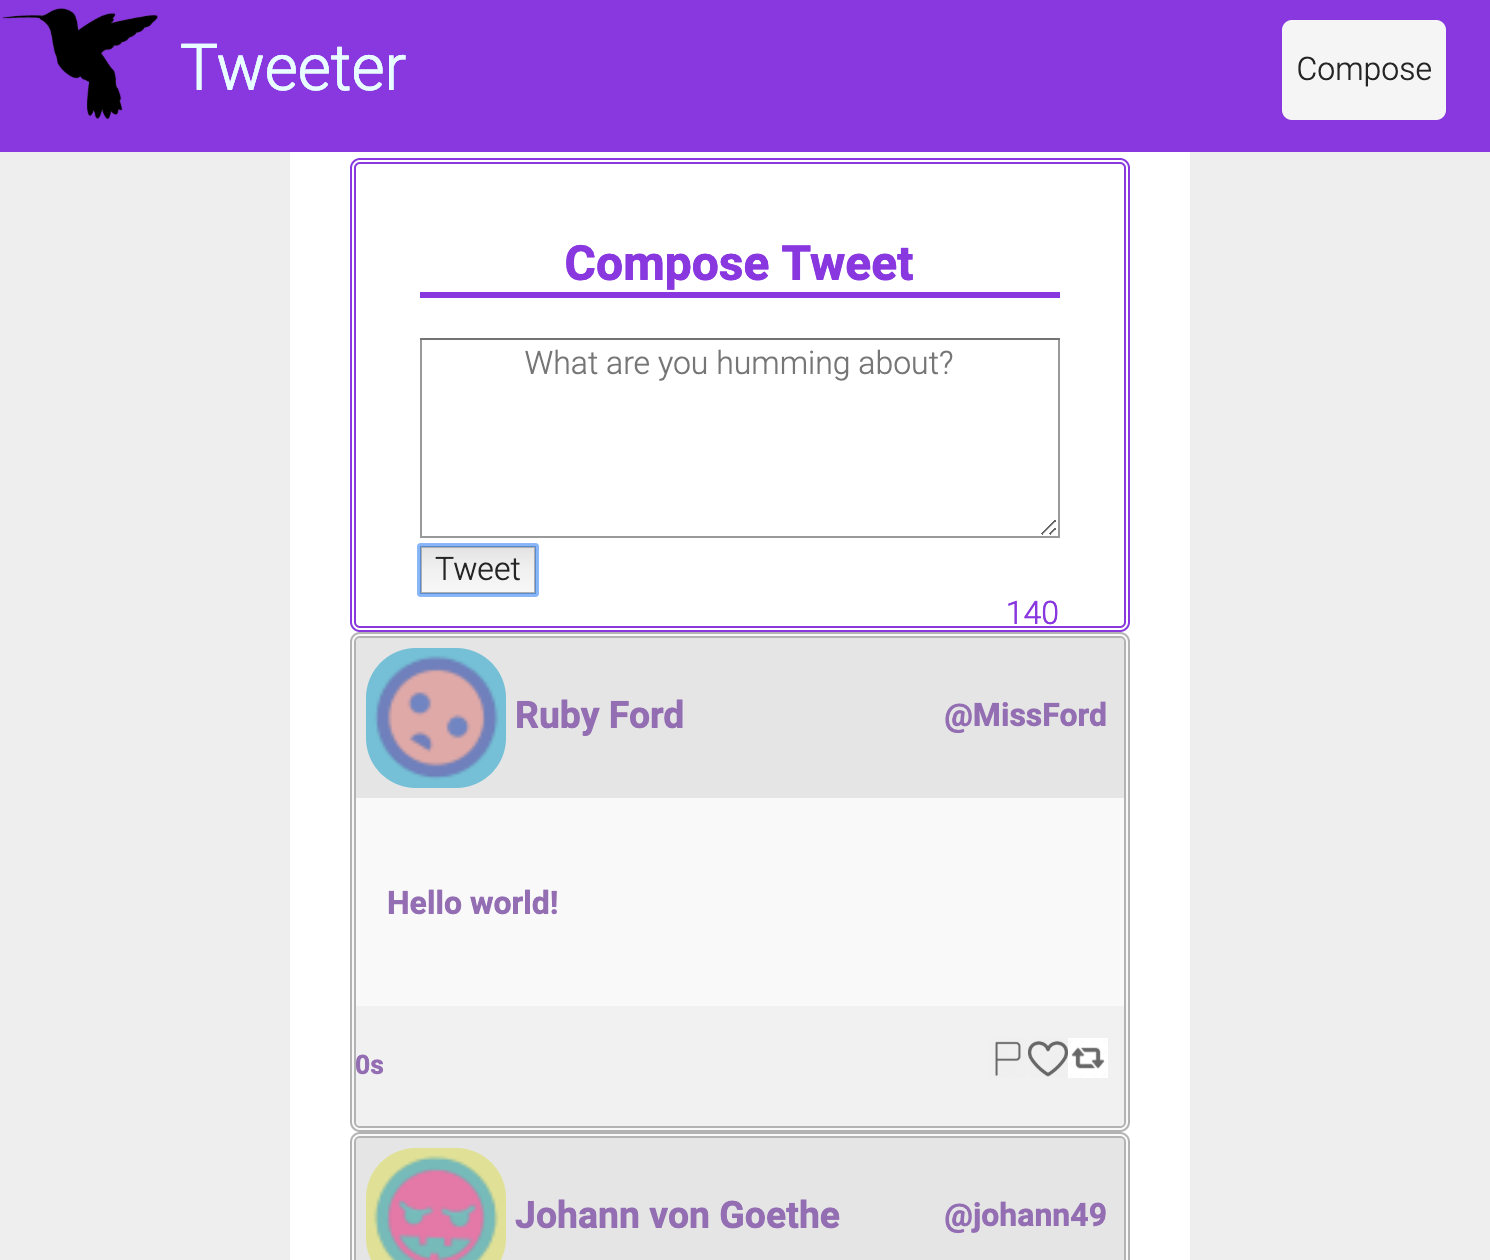 Tweeter
Compose
Compose Tweet
What are you humming about?
Tweet
140
Ruby Ford
@MissFord
Hello world!
0s
Johann von Goethe
@johann49